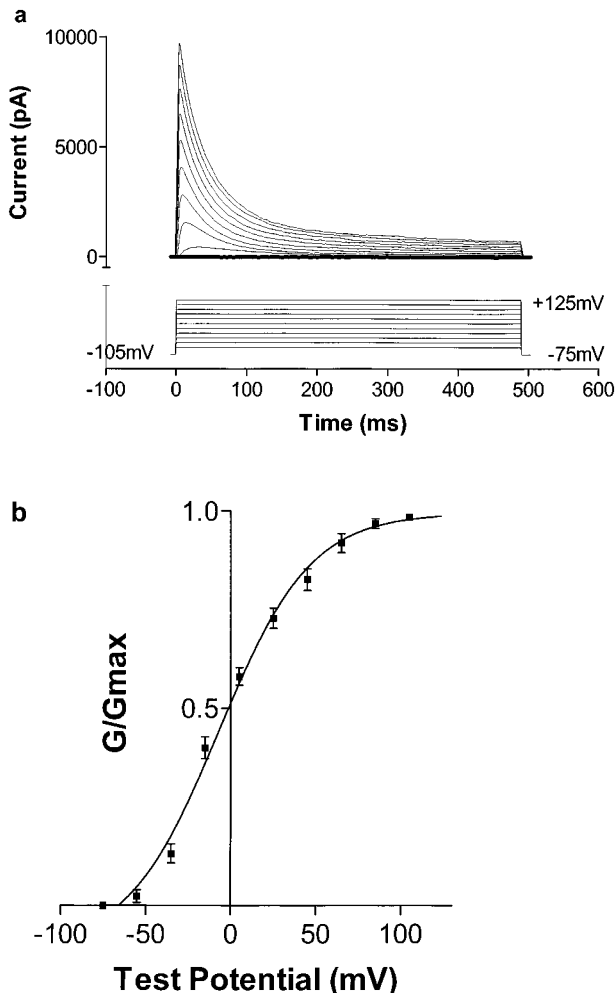 a
10000
5000
0
Current (pA)
+125mV
-105mV
-75mV
-100 0 100 200 300 400 500 600
Time (ms)
b
1.0
0.5
G/Gmax
-100 -50 0 50 100
Test Potential (mV)